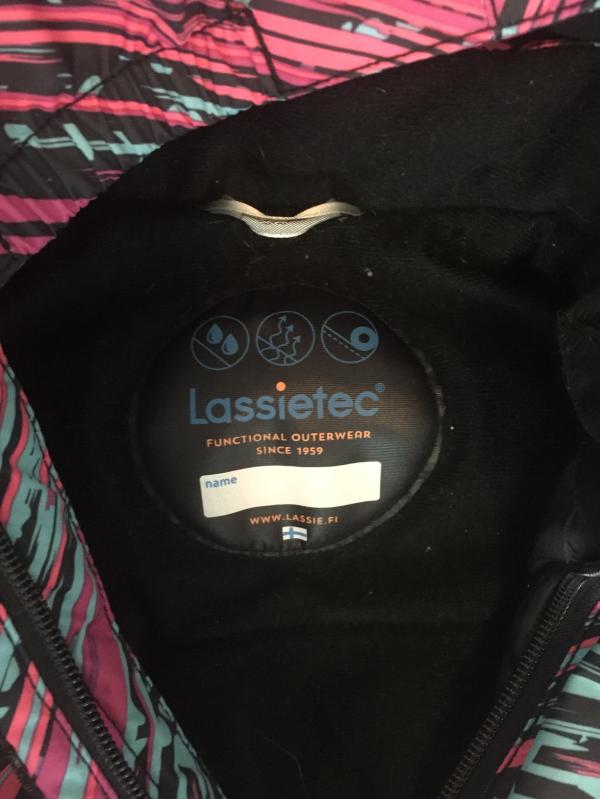 Lassietec®
FUNCTIONAL OUTERWEAR
SINCE 1959
name
WWW.LASSIE.FI